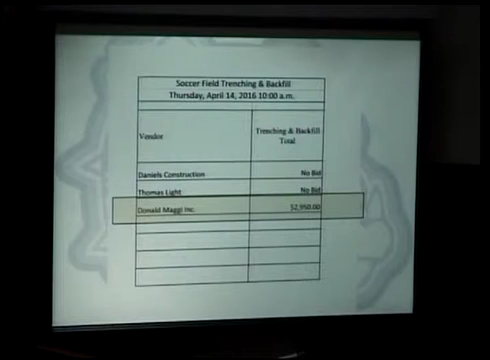 Soccer Field Trenching & Backfill
Thursday, April 14, 2016 10:00 a.m.
Vendor
Trenching & Backfill
Total
Daniels Construction No Bid
Thomas Light No Bid
Donald Maggi Inc. $2,950.00